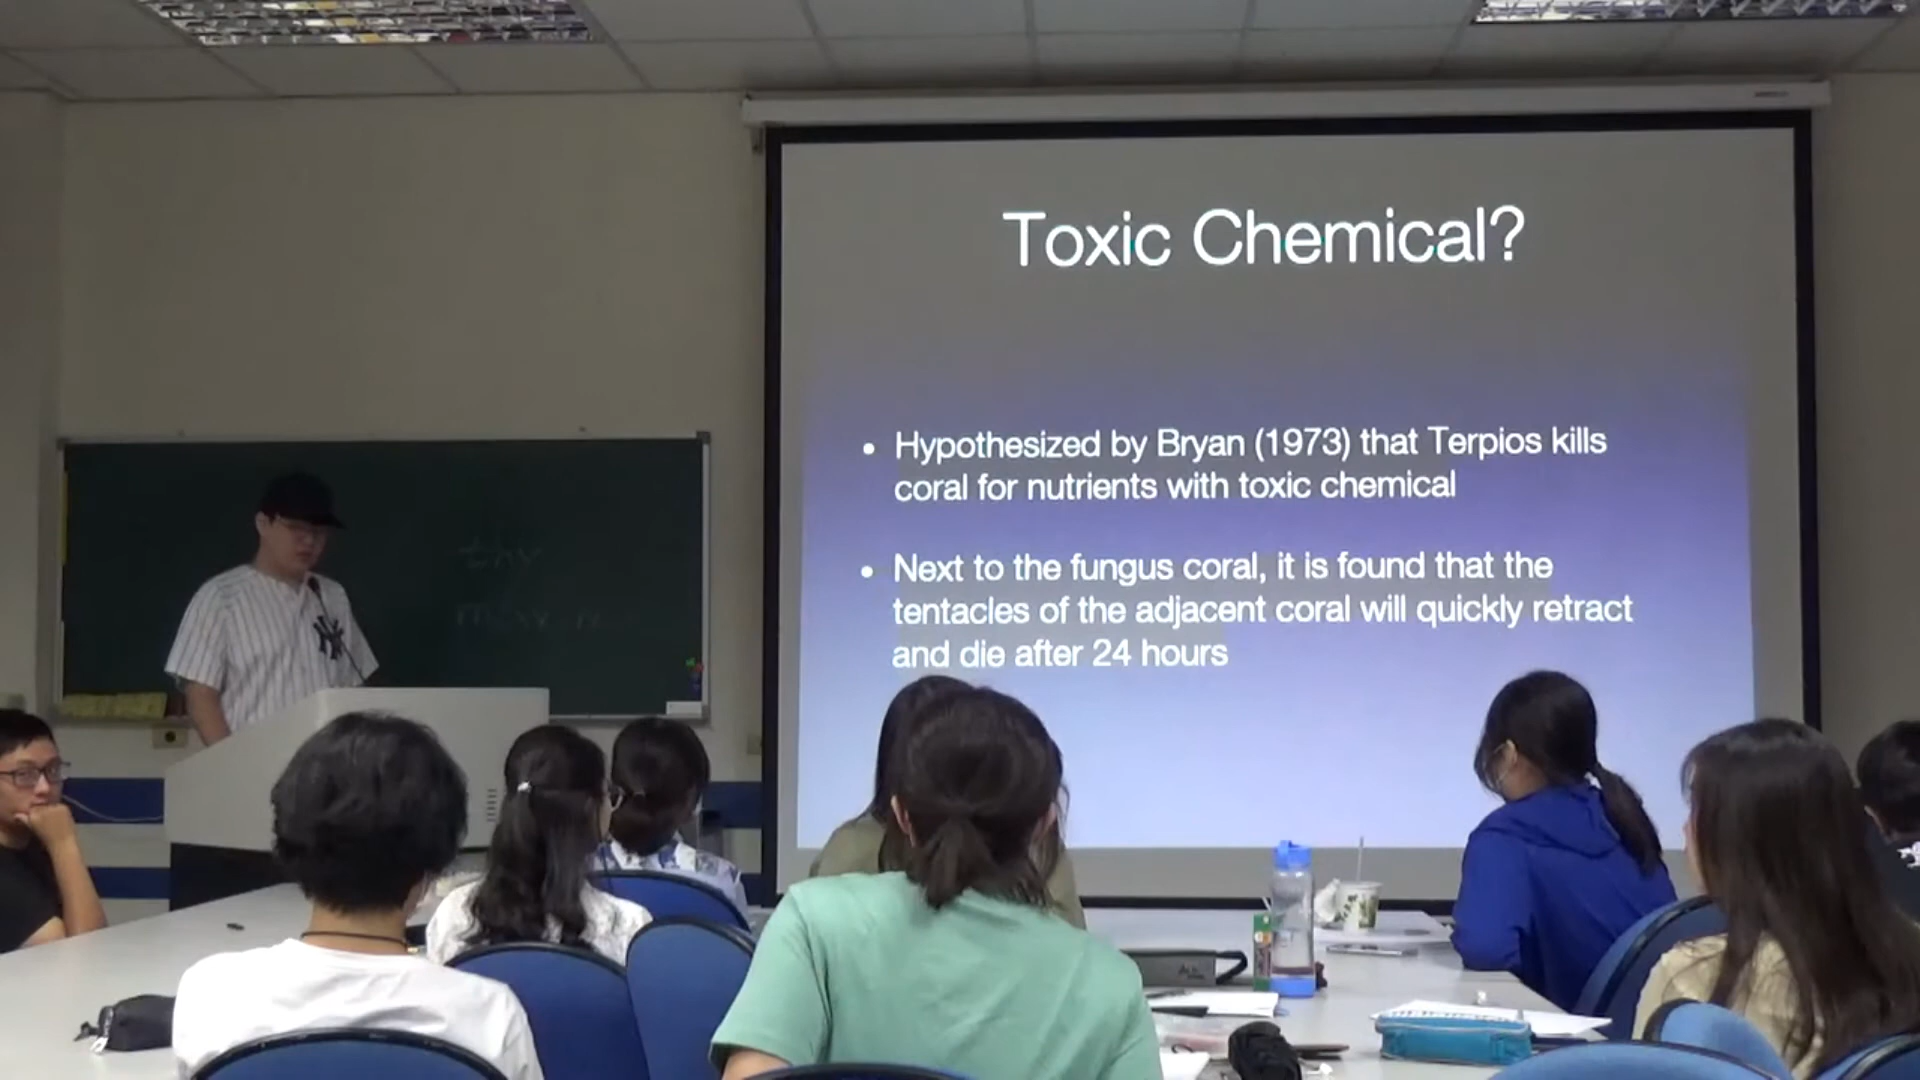 Toxic Chemical?
• Hypothesized by Bryan (1973) that Terpios kills
coral for nutrients with toxic chemical
• Next to the fungus coral, it is found that the
tentacles of the adjacent coral will quickly retract
and die after 24 hours
NY